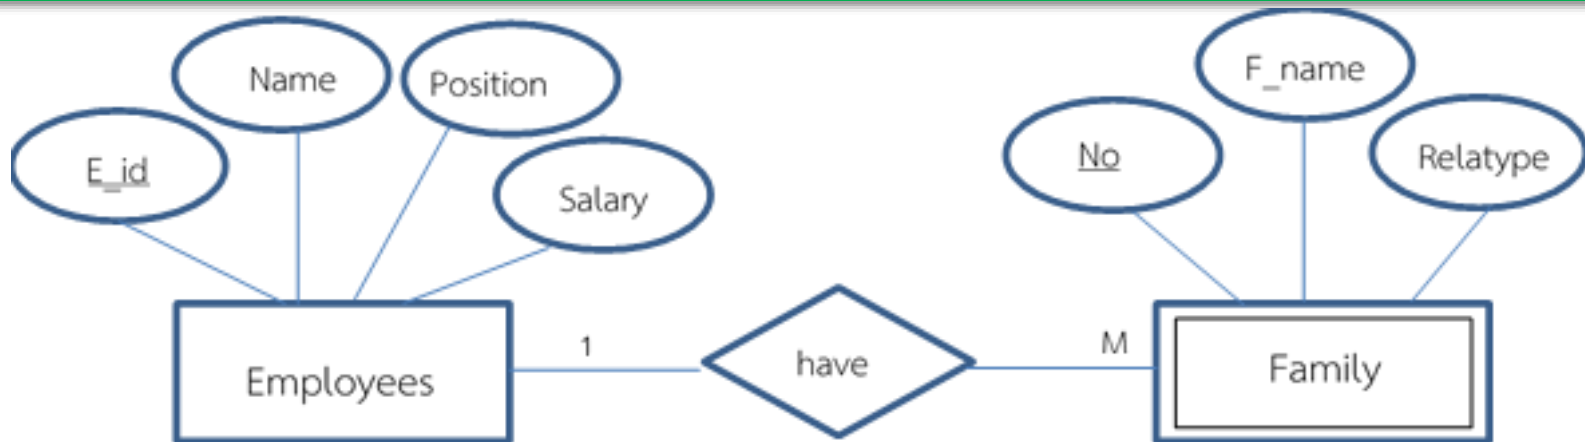 Name
Position
E_id
Salary
F_name
No
Relatype
Employees
1
have
M
Family